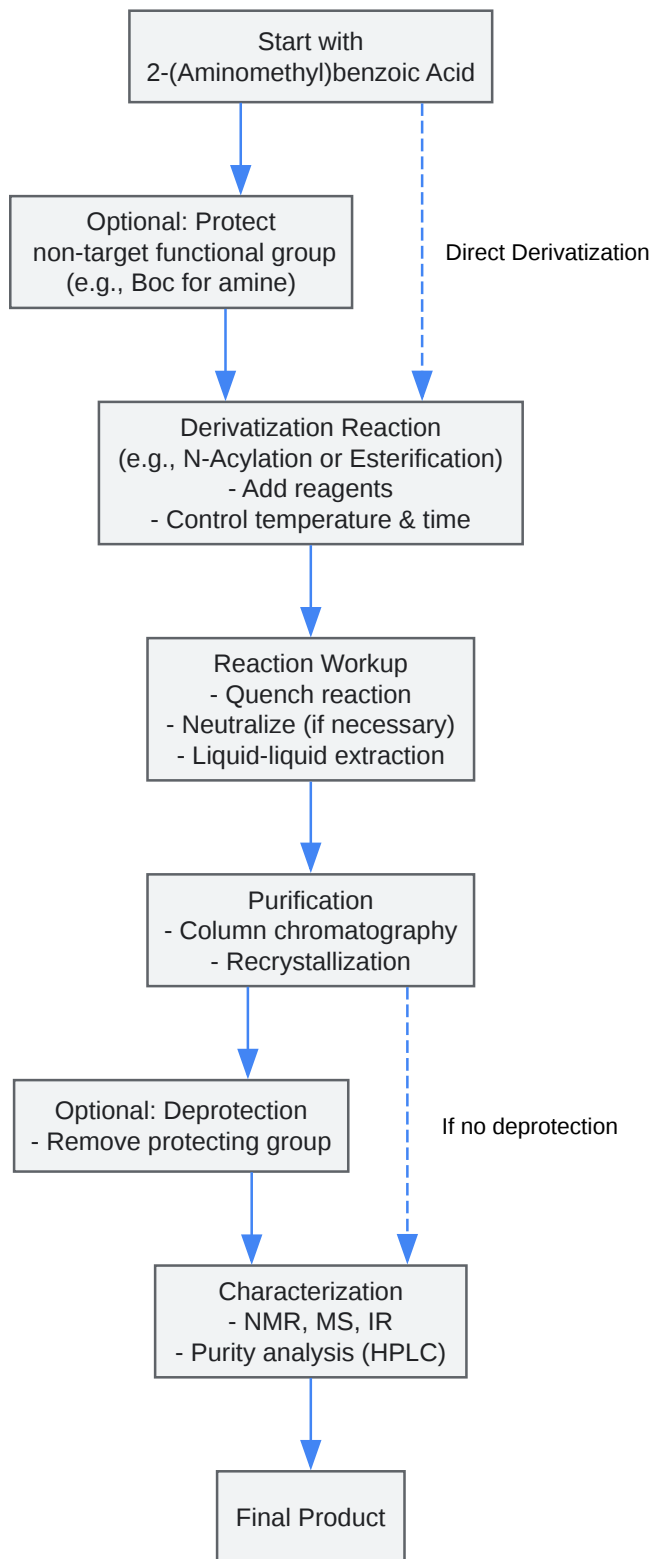 Start with
2-(Aminomethyl)benzoic Acid
Optional: Protect
non-target functional group
(e.g., Boc for amine)
Direct Derivatization
Derivatization Reaction
(e.g., N-Acylation or Esterification)
- Add reagents
- Control temperature & time
Reaction Workup
- Quench reaction
- Neutralize (if necessary)
- Liquid-liquid extraction
Purification
- Column chromatography
- Recrystallization
Optional: Deprotection
- Remove protecting group
If no deprotection
Characterization
- NMR, MS, IR
- Purity analysis (HPLC)
Final Product